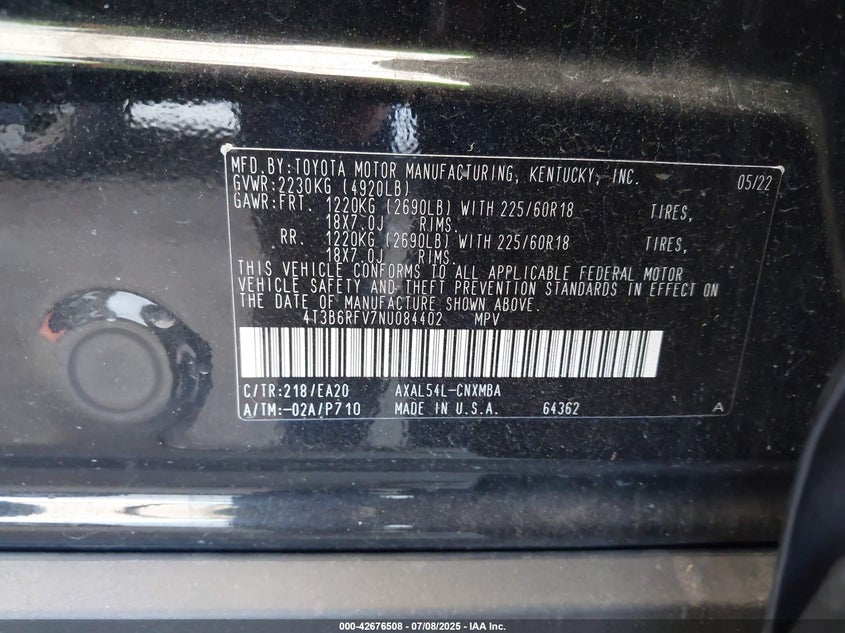 MFD.BY:TOYOTA MOTOR MANUFACTURING, KENTUCKY, INC. 05/22
GVWR:2230KG (4920LB)
GAWR:FRT. 1220KG (2690LB) WITH 225/60R18 TIRES,
18X7.0J RIMS.
RR. 1220KG (2690LB) WITH 225/60R18 TIRES,
18X7.0J RIMS.
THIS VEHICLE CONFORMS TO ALL APPLICABLE FEDERAL MOTOR
VEHICLE SAFETY AND THEFT PREVENTION STANDARDS IN EFFECT ON
THE DATE OF MANUFACTURE SHOWN ABOVE.
4T3B6RFV7NU084402 MPV
C/TR:218/EA20 AXAL54L-CNXMBA
A/TM:-02A/P710 MADE IN U.S.A. 64362 A
000-42676508 - 07/08/2025 - IAA Inc.